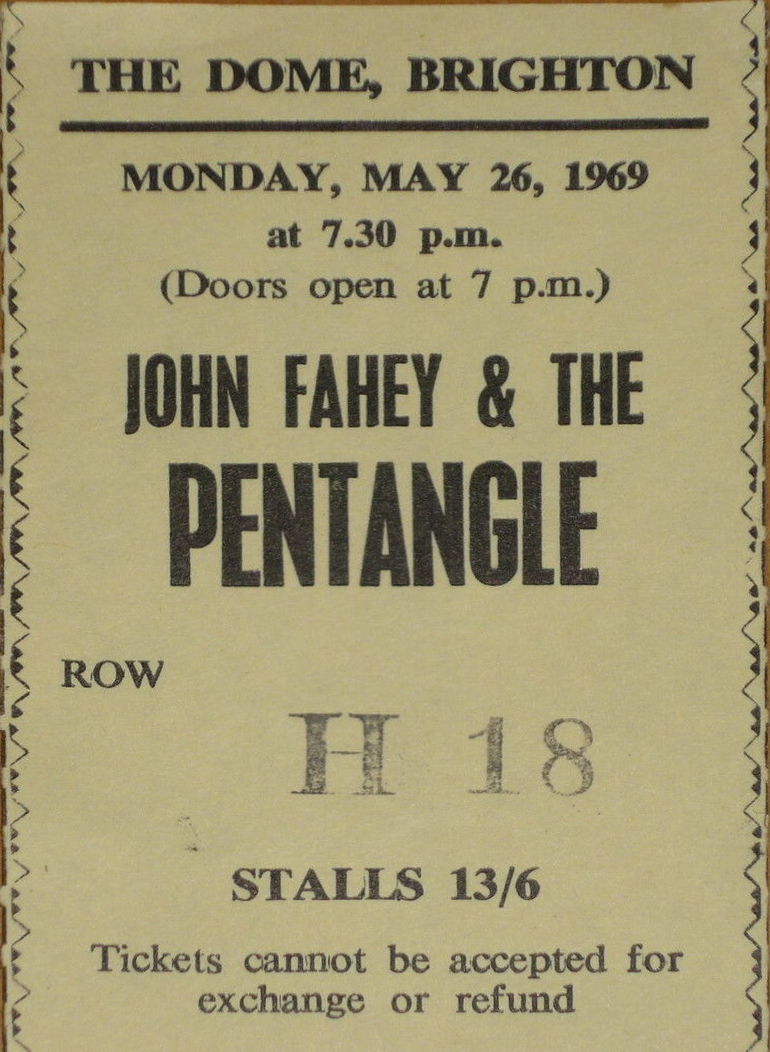 THE DOME, BRIGHTON
MONDAY, MAY 26, 1969
at 7.30 p.m.
(Doors open at 7 p.m.)
JOHN FAHEY & THE
PENTANGLE
ROW
H 18
STALLS 13/6
Tickets cannot be accepted for
exchange or refund